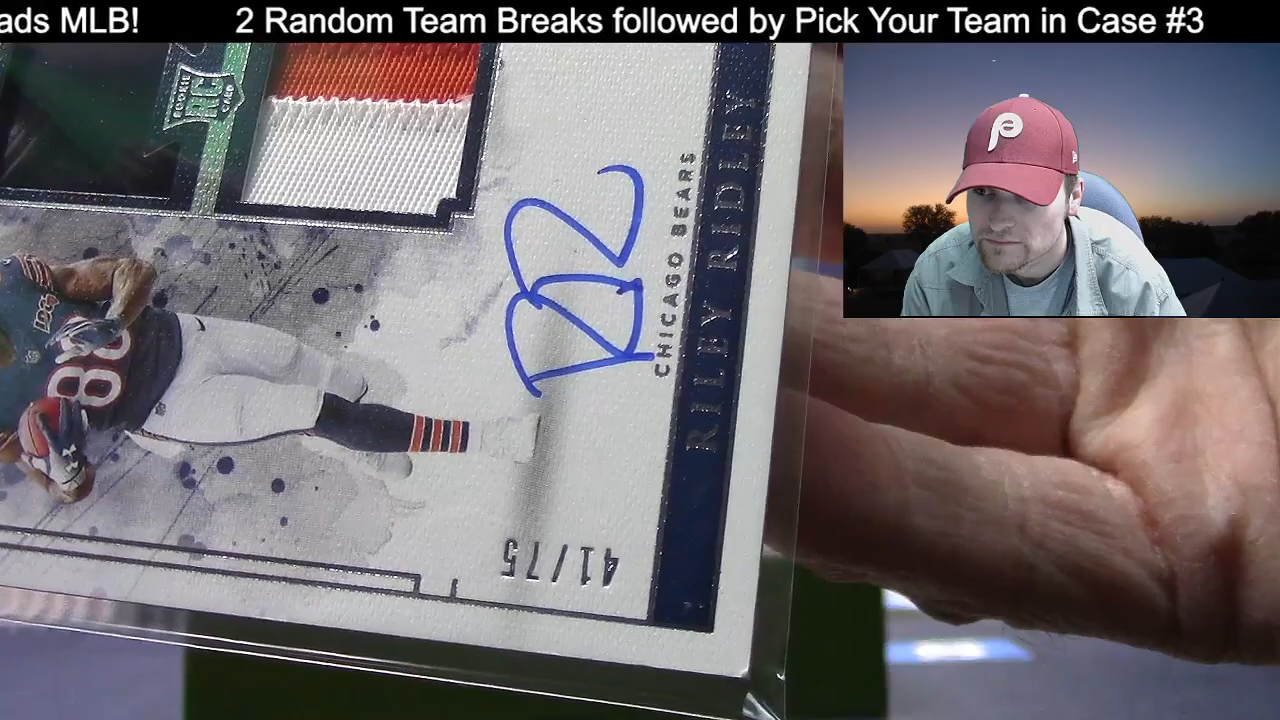 ads MLB! 2 Random Team Breaks followed by Pick Your Team in Case #3
ROOKIE
RC
CARD
88
CHICAGO BEARS
RILEY RIDLEY
41/75
P